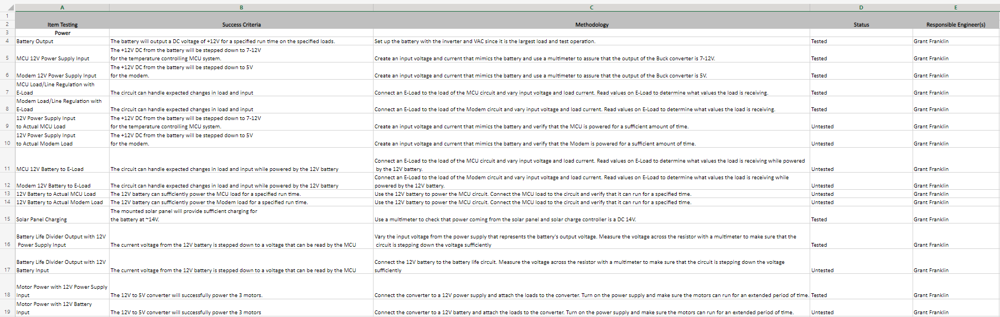 A B C D E
1
2 Item Testing Success Criteria Methodology Status Responsible Engineer(s)
3 Power
4 Battery Output The battery will output a DC voltage of +12V for a specified run time on the specified loads. Set up the battery with the inverter and VAC since it is the largest load and test operation. Tested Grant Franklin
The +12V DC from the battery will be stepped down to 7-12V
5 MCU 12V Power Supply Input for the temperature controlling MCU system. Create an input voltage and current that mimics the battery and use a multimeter to assure that the output of the Buck converter is 7-12V. Tested Grant Franklin
The +12V DC from the battery will be stepped down to 5V
6 Modem 12V Power Supply Input for the modem. Create an input voltage and current that mimics the battery and use a multimeter to assure that the output of the Buck converter is 5V. Tested Grant Franklin
MCU Load/Line Regulation with
7 E-Load The circuit can handle expected changes in load and input Connect an E-Load to the load of the MCU circuit and vary input voltage and load current. Read values on E-Load to determine what values the load is receiving. Tested Grant Franklin
Modem Load/Line Regulation with
8 E-Load The circuit can handle expected changes in load and input Connect an E-Load to the load of the Modem circuit and vary input voltage and load current. Read values on E-Load to determine what values the load is receiving. Tested Grant Franklin
12V Power Supply Input The +12V DC from the battery will be stepped down to 7-12V
9 to Actual MCU Load for the temperature controlling MCU system. Create an input voltage and current that mimics the battery and verify that the MCU is powered for a sufficient amount of time. Untested Grant Franklin
12V Power Supply Input The +12V DC from the battery will be stepped down to 5V
10 to Actual Modem Load for the modem. Create an input voltage and current that mimics the battery and verify that the Modem is powered for a sufficient amount of time. Untested Grant Franklin
Connect an E-Load to the load of the MCU circuit and vary input voltage and load current. Read values on E-Load to determine what values the load is receiving while powered
11 MCU 12V Battery to E-Load The circuit can handle expected changes in load and input while powered by the 12V battery by the 12V battery. Untested Grant Franklin
Connect an E-Load to the load of the Modem circuit and vary input voltage and load current. Read values on E-Load to determine what values the load is receiving while
12 Modem 12V Battery to E-Load The circuit can handle expected changes in load and input while powered by the 12V battery powered by the 12V battery. Untested Grant Franklin
13 12V Battery to Actual MCU Load The 12V battery can sufficiently power the MCU load for a specified run time. Use the 12V battery to power the MCU circuit. Connect the MCU load to the circuit and verify that it can run for a specified time. Untested Grant Franklin
14 12V Battery to Actual Modem Load The 12V battery can sufficiently power the Modem load for a specified run time. Use the 12V battery to power the MCU circuit. Connect the MCU load to the circuit and verify that it can run for a specified time. Untested Grant Franklin
The mounted solar panel will provide sufficient charging for
15 Solar Panel Charging the battery at ~14V. Use a multimeter to check that power coming from the solar panel and solar charge controller is a DC 14V. Tested Grant Franklin
Battery Life Divider Output with 12V Vary the input voltage from the power supply that represents the battery's output voltage. Measure the voltage across the resistor with a multimeter to make sure that the
16 Power Supply Input The current voltage from the 12V battery is stepped down to a voltage that can be read by the MCU circuit is stepping down the voltage sufficiently Tested Grant Franklin
Battery Life Divider Output with 12V Connect the 12V battery to the battery life circuit. Measure the voltage across the resistor with a multimeter to make sure that the circuit is stepping down the voltage
17 Battery Input The current voltage from the 12V battery is stepped down to a voltage that can be read by the MCU sufficiently Untested Grant Franklin
Motor Power with 12V Power Supply
18 Input The 12V to 5V converter will successfully power the 3 motors. Connect the converter to a 12V power supply and attach the loads to the converter. Turn on the power supply and make sure the motors can run for an extended period of time. Tested Grant Franklin
Motor Power with 12V Battery
19 Input The 12V to 5V converter will successfully power the 3 motors Connect the converter to a 12V battery and attach the loads to the converter. Turn on the power supply and make sure the motors can run for an extended period of time. Untested Grant Franklin